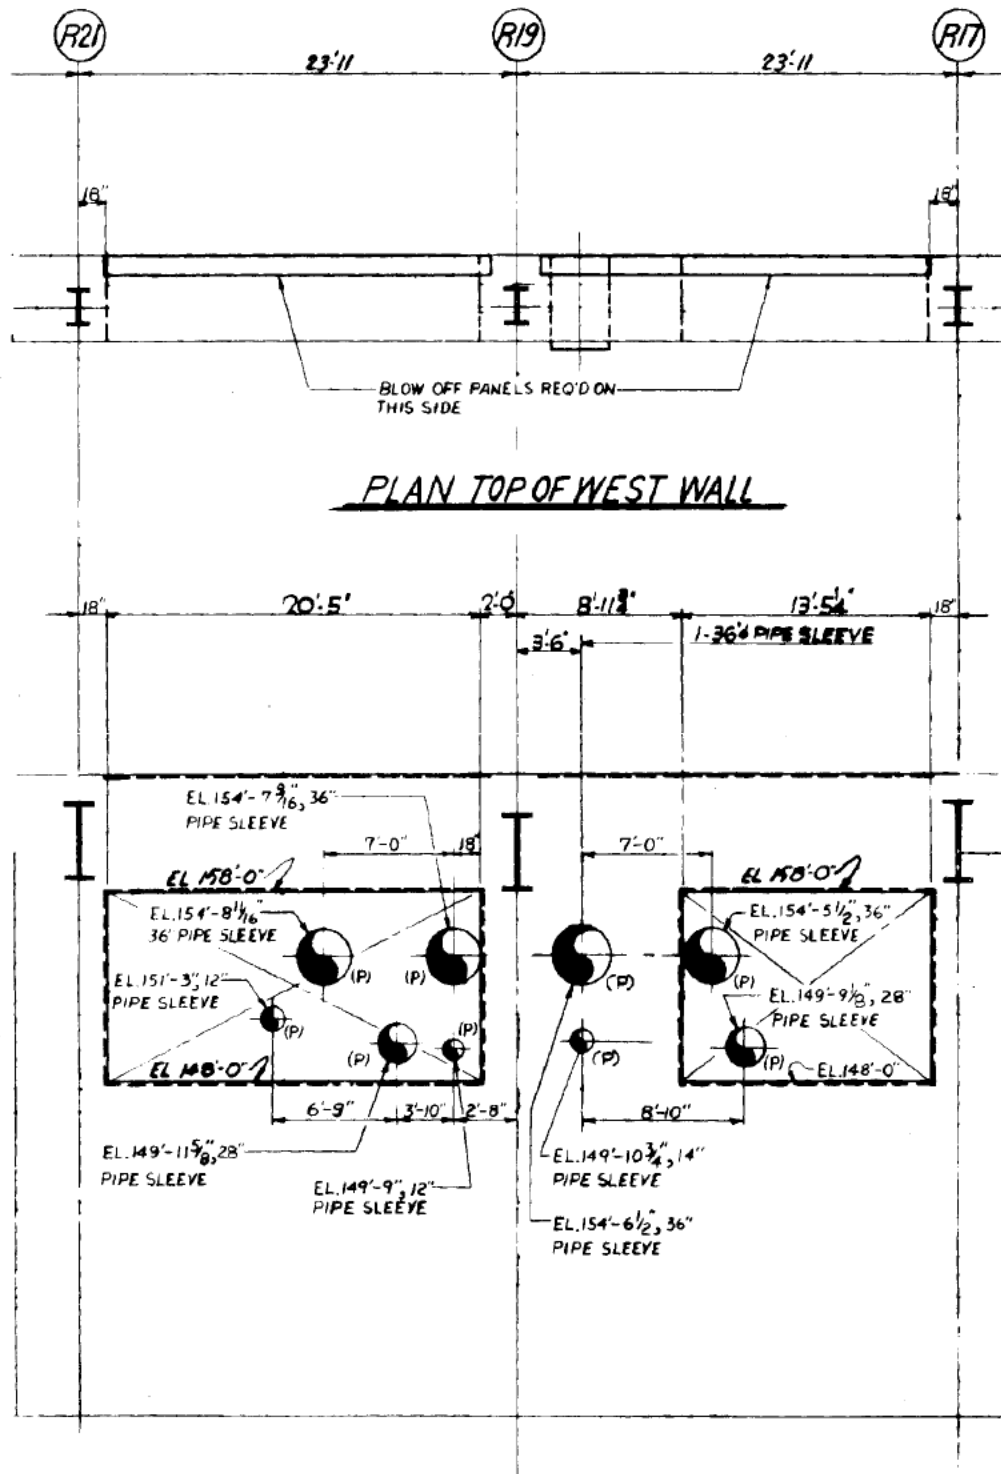 R21 R19 R17
23'-11 23'-11
18" 18"
BLOW OFF PANELS REQ'D ON
THIS SIDE
PLAN TOP OF WEST WALL
18" 20'-5" 2'-0" 8'-11 3/4" 13'-5 1/4" 18"
3'-6" 1-36"ϕ PIPE SLEEVE
EL.154'-7 9/16", 36"
PIPE SLEEVE
7'-0" 18" 7'-0"
EL 158'-0" EL 158'-0"
EL.154'-8 11/16"
36" PIPE SLEEVE
EL.154'-5 1/2", 36"
PIPE SLEEVE
(P) (P) (P) (P)
EL.151'-3", 12"
PIPE SLEEVE
EL.149'-9 1/8", 28"
PIPE SLEEVE
(P) (P) (P) (P) (P)
EL 148'-0" EL.148'-0"
6'-9" 3'-10" 2'-8" 8'-10"
EL.149'-11 5/8", 28"
PIPE SLEEVE
EL.149'-9", 12"
PIPE SLEEVE
EL.149'-10 3/4", 14"
PIPE SLEEVE
EL.154'-6 1/2", 36"
PIPE SLEEVE